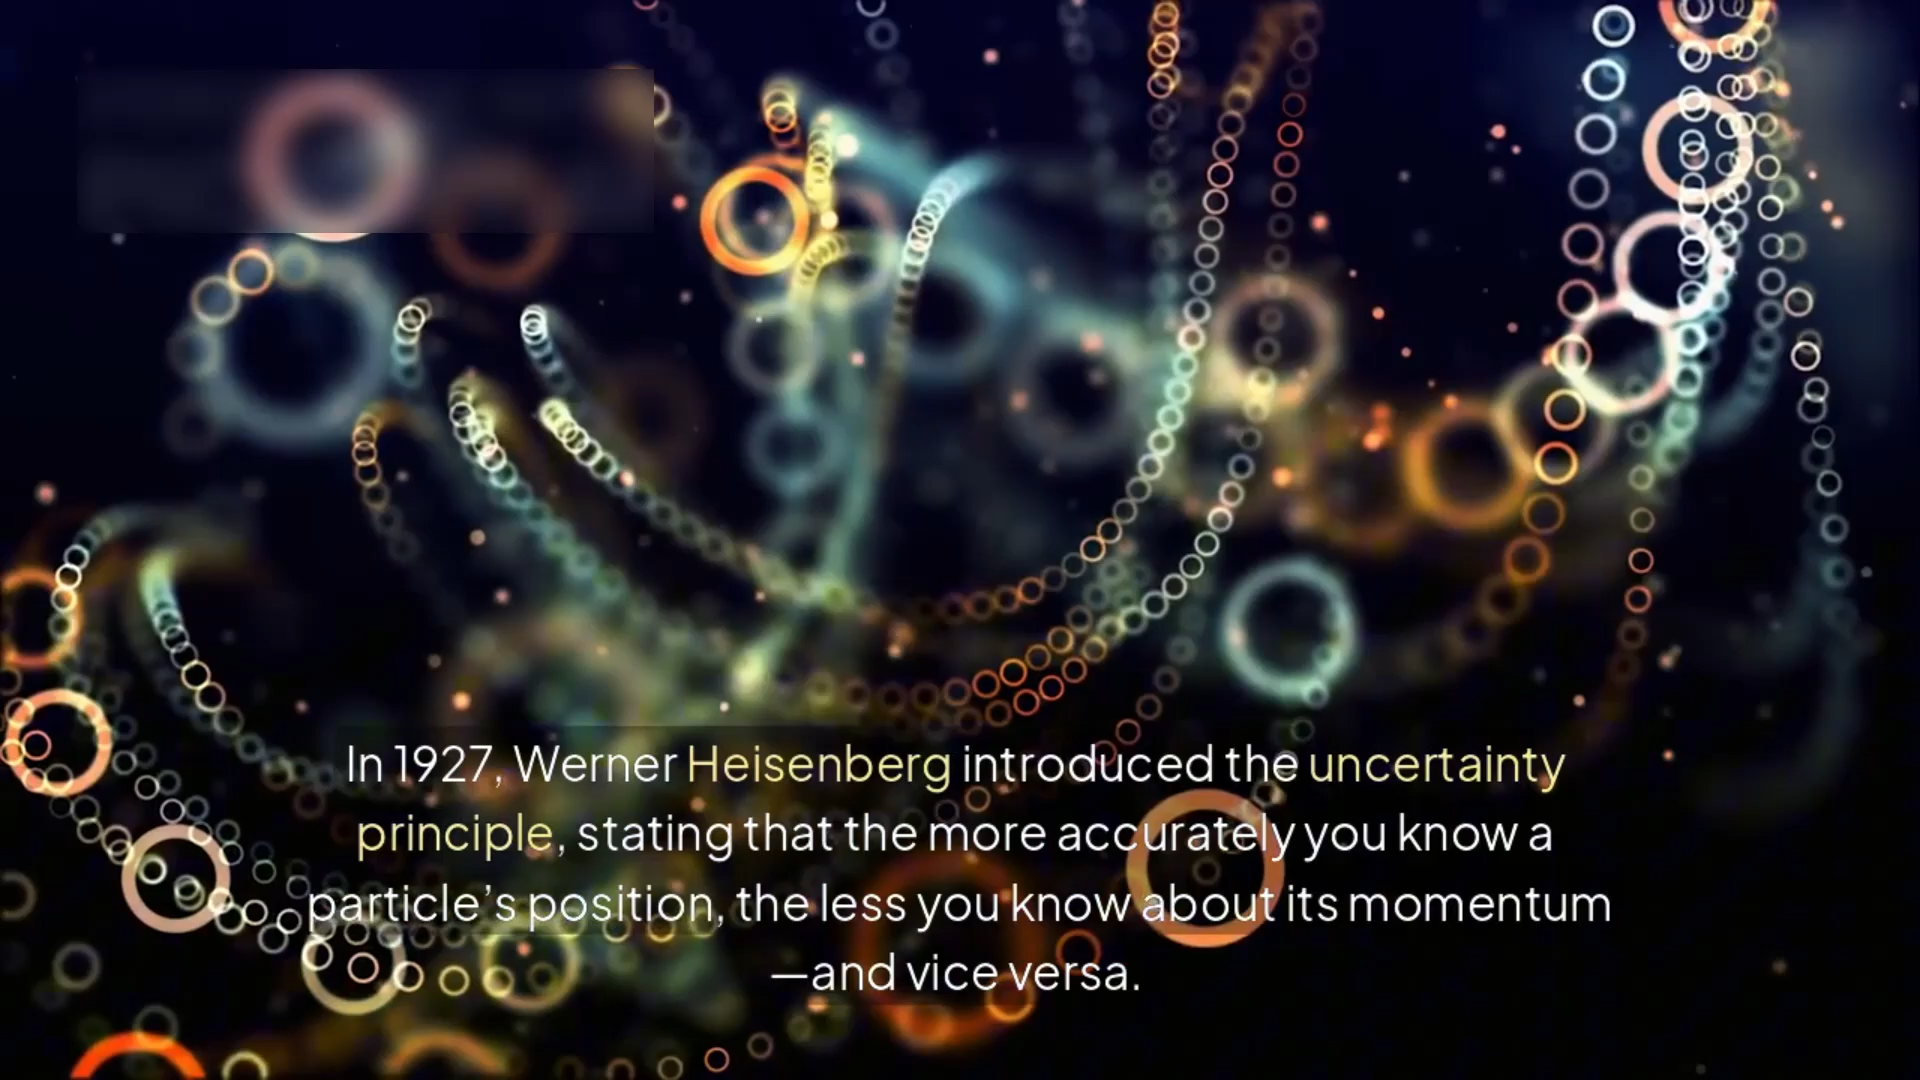 In 1927, Werner Heisenberg introduced the uncertainty
principle, stating that the more accurately you know a
particle’s position, the less you know about its momentum
—and vice versa.